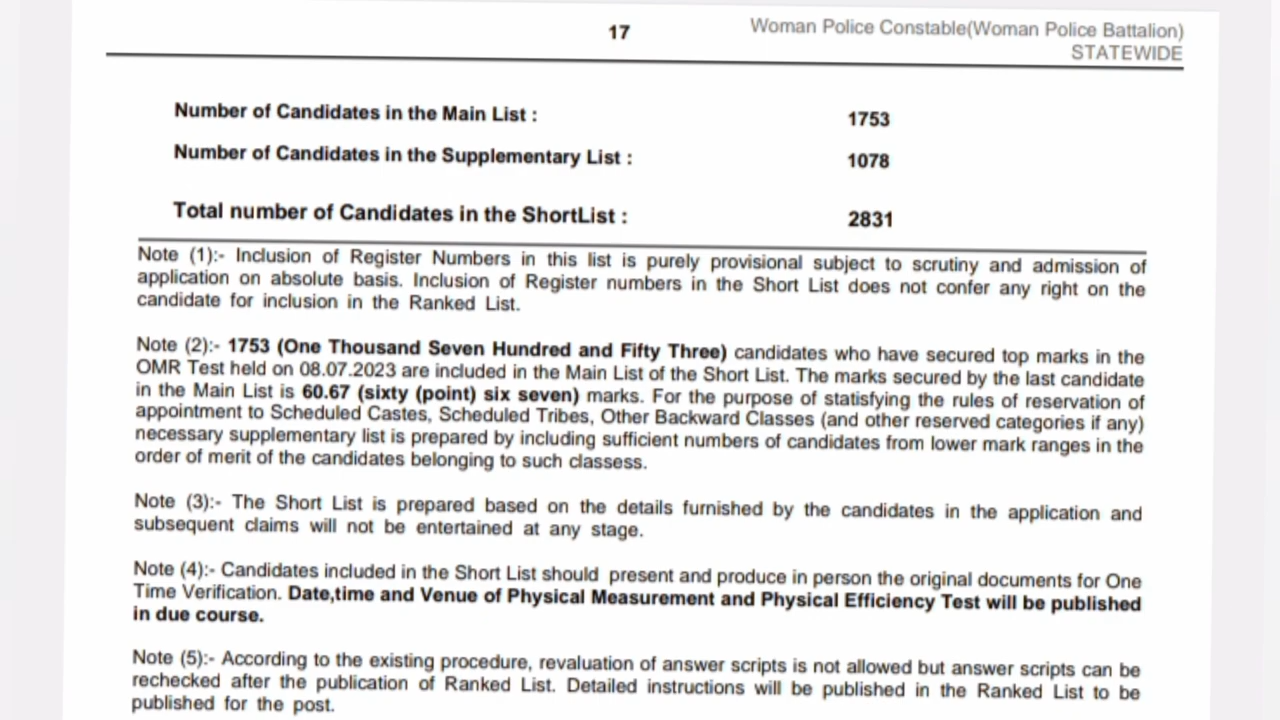 17
Woman Police Constable(Woman Police Battalion)
STATEWIDE
Number of Candidates in the Main List : 1753
Number of Candidates in the Supplementary List : 1078
Total number of Candidates in the ShortList : 2831
Note (1):- Inclusion of Register Numbers in this list is purely provisional subject to scrutiny and admission of
application on absolute basis. Inclusion of Register numbers in the Short List does not confer any right on the
candidate for inclusion in the Ranked List.
Note (2):- 1753 (One Thousand Seven Hundred and Fifty Three) candidates who have secured top marks in the
OMR Test held on 08.07.2023 are included in the Main List of the Short List. The marks secured by the last candidate
in the Main List is 60.67 (sixty (point) six seven) marks. For the purpose of statisfying the rules of reservation of
appointment to Scheduled Castes, Scheduled Tribes, Other Backward Classes (and other reserved categories if any)
necessary supplementary list is prepared by including sufficient numbers of candidates from lower mark ranges in the
order of merit of the candidates belonging to such classess.
Note (3):- The Short List is prepared based on the details furnished by the candidates in the application and
subsequent claims will not be entertained at any stage.
Note (4):- Candidates included in the Short List should present and produce in person the original documents for One
Time Verification. Date,time and Venue of Physical Measurement and Physical Efficiency Test will be published
in due course.
Note (5):- According to the existing procedure, revaluation of answer scripts is not allowed but answer scripts can be
rechecked after the publication of Ranked List. Detailed instructions will be published in the Ranked List to be
published for the post.